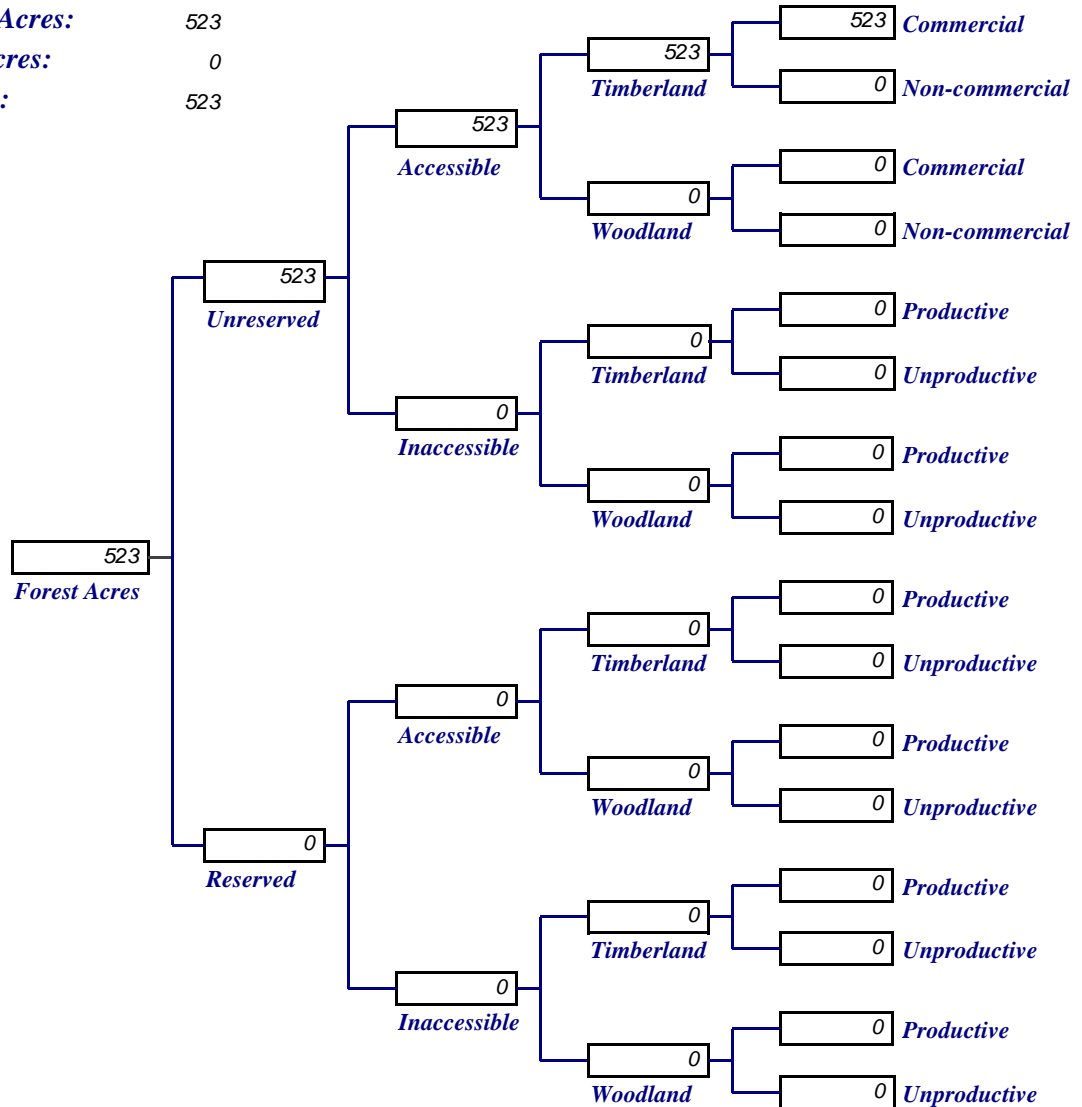 Acres: 523
cres: 0
: 523
523 Commercial
523
Timberland
0 Non-commercial
523
Accessible
0 Commercial
0
Woodland
0 Non-commercial
523
Unreserved
0 Productive
0
Timberland
0 Unproductive
0
Inaccessible
0 Productive
0
Woodland
0 Unproductive
523
Forest Acres
0 Productive
0
Timberland
0 Unproductive
0
Accessible
0 Productive
0
Woodland
0 Unproductive
0
Reserved
0 Productive
0
Timberland
0 Unproductive
0
Inaccessible
0 Productive
0
Woodland
0 Unproductive